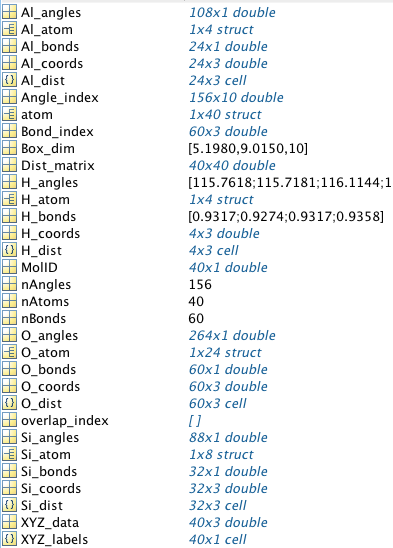 Al_angles 108x1 double
Al_atom 1x4 struct
Al_bonds 24x1 double
Al_coords 24x3 double
Al_dist 24x3 cell
Angle_index 156x10 double
atom 1x40 struct
Bond_index 60x3 double
Box_dim [5.1980,9.0150,10]
Dist_matrix 40x40 double
H_angles [115.7618;115.7181;116.1144;1
H_atom 1x4 struct
H_bonds [0.9317;0.9274;0.9317;0.9358]
H_coords 4x3 double
H_dist 4x3 cell
MolID 40x1 double
nAngles 156
nAtoms 40
nBonds 60
O_angles 264x1 double
O_atom 1x24 struct
O_bonds 60x1 double
O_coords 60x3 double
O_dist 60x3 cell
overlap_index []
Si_angles 88x1 double
Si_atom 1x8 struct
Si_bonds 32x1 double
Si_coords 32x3 double
Si_dist 32x3 cell
XYZ_data 40x3 double
XYZ_labels 40x1 cell